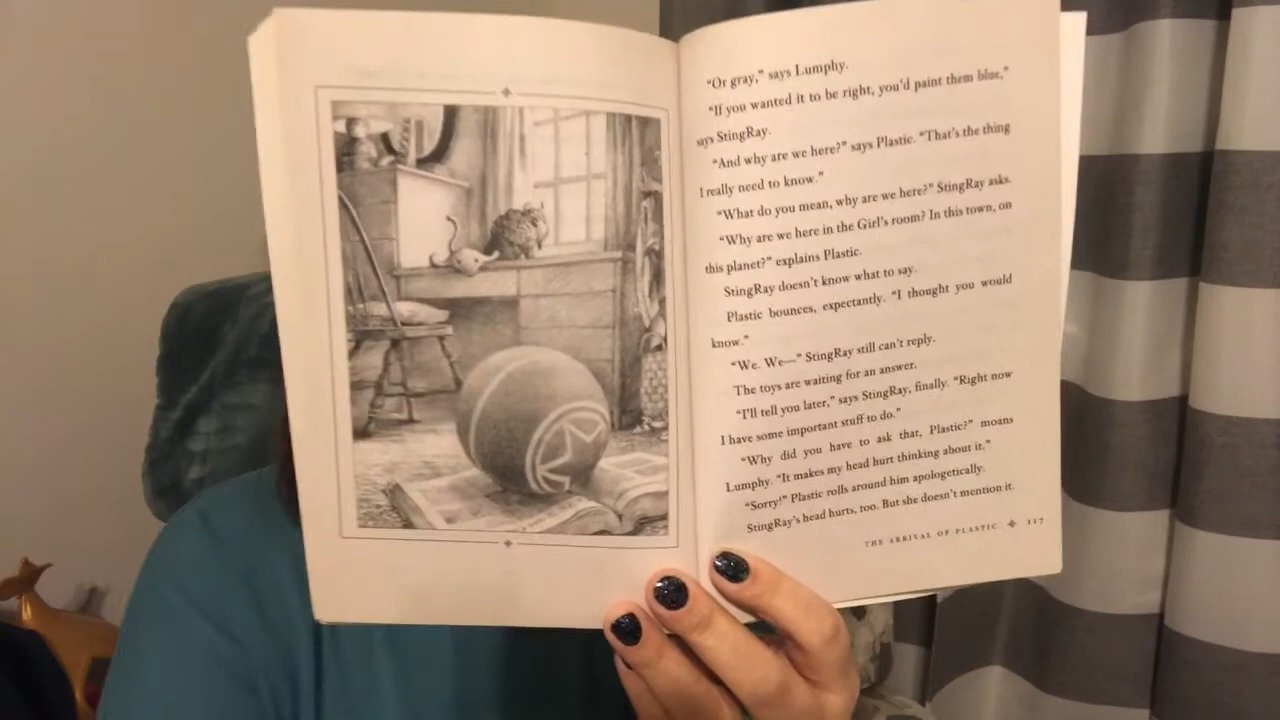 “Or gray,” says Lumphy.
“If you wanted it to be right, you’d paint them blue,”
says StingRay.
“And why are we here?” says Plastic. “That’s the thing
I really need to know.”
“What do you mean, why are we here?” StingRay asks.
“Why are we here in the Girl’s room? In this town, on
this planet?” explains Plastic.
StingRay doesn’t know what to say.
Plastic bounces, expectantly. “I thought you would
know.”
“We. We—” StingRay still can’t reply.
The toys are waiting for an answer.
“I’ll tell you later,” says StingRay, finally. “Right now
I have some important stuff to do.”
“Why did you have to ask that, Plastic?” moans
Lumphy. “It makes my head hurt thinking about it.”
“Sorry!” Plastic rolls around him apologetically.
StingRay’s head hurts, too. But she doesn’t mention it.
THE ARRIVAL OF PLASTIC 117